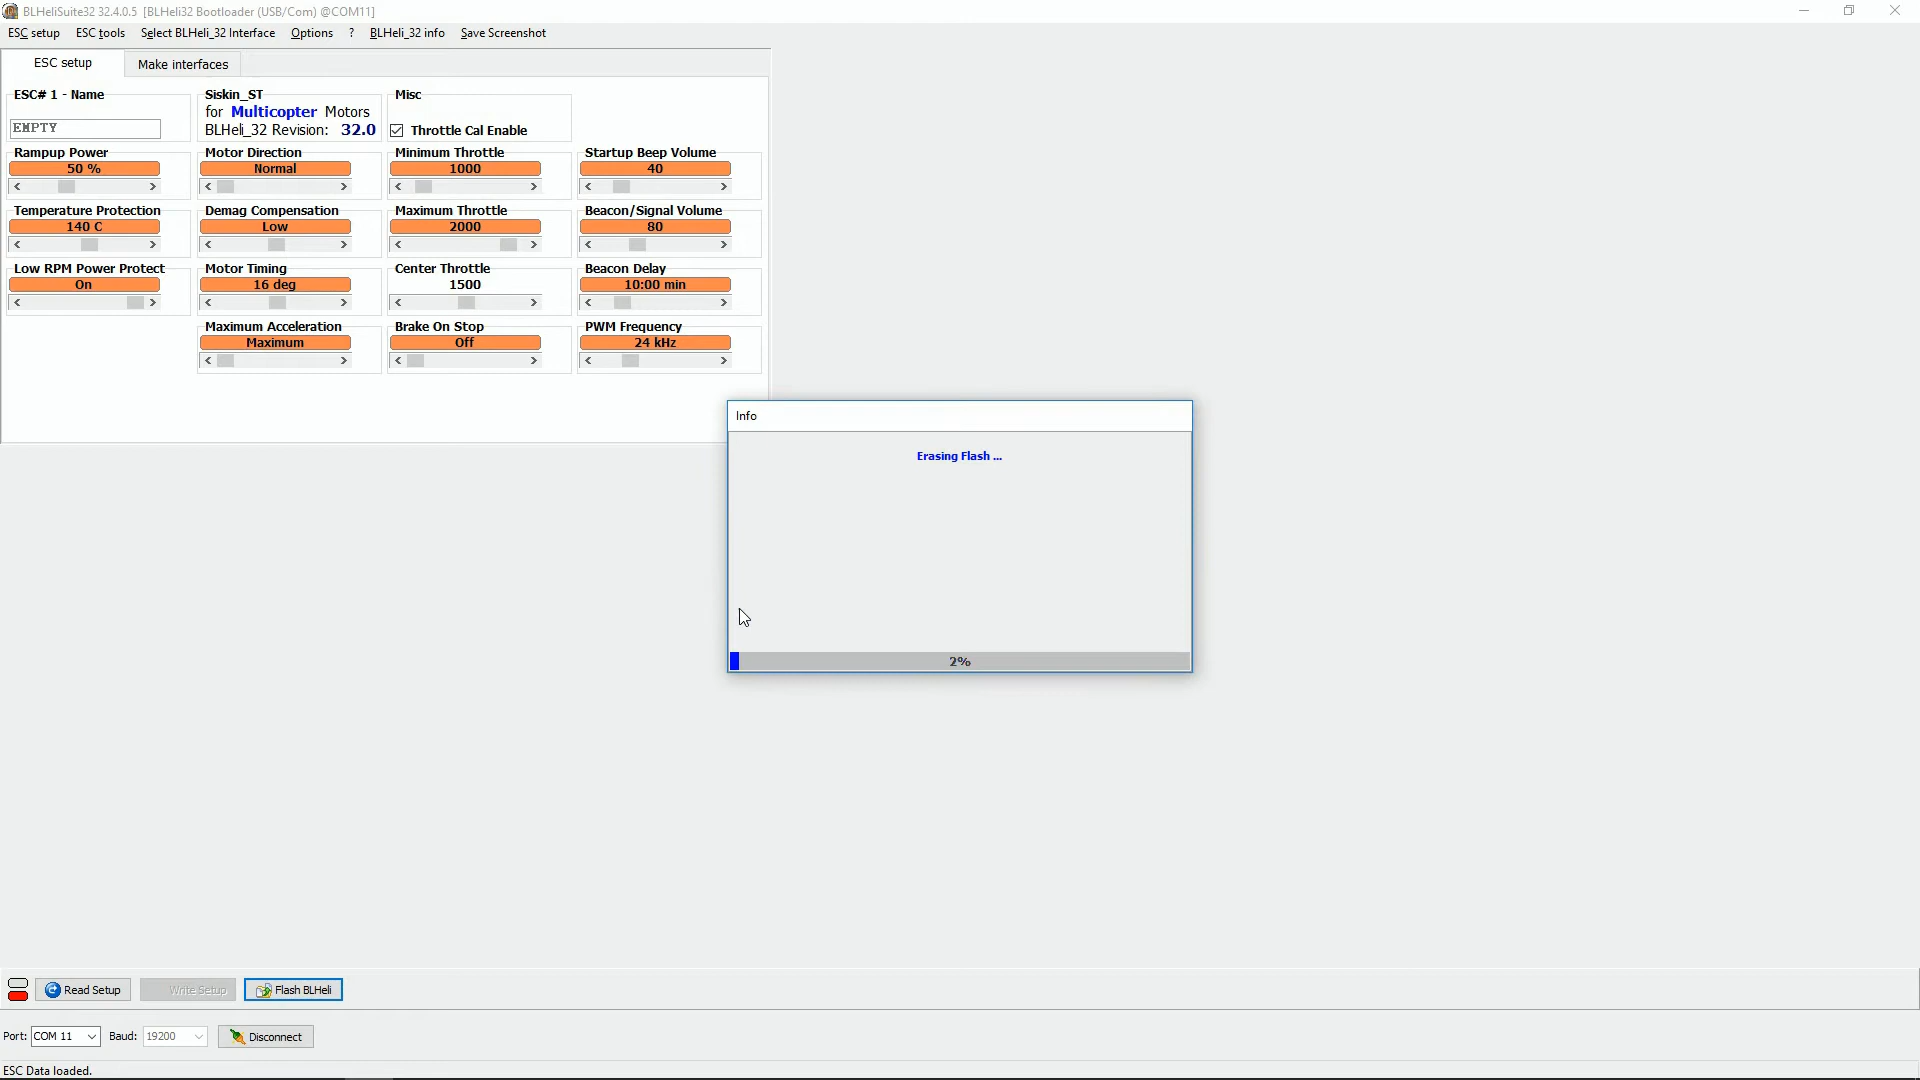 BLHeliSuite32 32.4.0.5 [BLHeli32 Bootloader (USB/Com) @COM11]
ESC setup ESC tools Select BLHeli_32 Interface Options ? BLHeli_32 info Save Screenshot
ESC setup Make interfaces
ESC# 1 - Name
EMPTY
Siskin_ST
for Multicopter Motors
BLHeli_32 Revision: 32.0
Misc
Throttle Cal Enable
Rampup Power
50 %
Motor Direction
Normal
Minimum Throttle
1000
Startup Beep Volume
40
Temperature Protection
140 C
Demag Compensation
Low
Maximum Throttle
2000
Beacon/Signal Volume
80
Low RPM Power Protect
On
Motor Timing
16 deg
Center Throttle
1500
Beacon Delay
10:00 min
Maximum Acceleration
Maximum
Brake On Stop
Off
PWM Frequency
24 kHz
Info
Erasing Flash ...
2%
Read Setup Write Setup Flash BLHeli
Port: COM 11 Baud: 19200 Disconnect
ESC Data loaded.